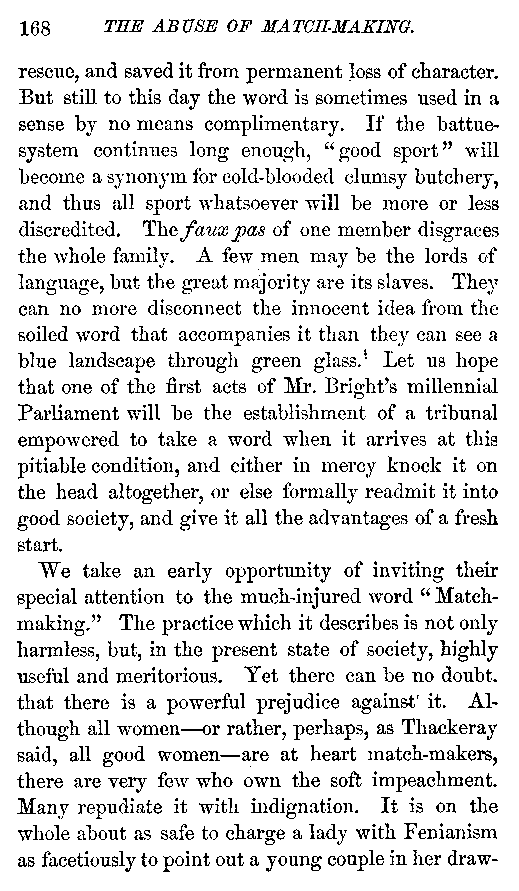 168 THE ABUSE OF MATCH-MAKING.
rescue, and saved it from permanent loss of character.
But still to this day the word is sometimes used in a
sense by no means complimentary. If the battue-
system continues long enough, "good sport" will
become a synonym for cold-blooded clumsy butchery,
and thus all sport whatsoever will be more or less
discredited. The faux pas of one member disgraces
the whole family. A few men may be the lords of
language, but the great majority are its slaves. They
can no more disconnect the innocent idea from the
soiled word that accompanies it than they can see a
blue landscape through green glass. Let us hope
that one of the first acts of Mr. Bright's millennial
Parliament will be the establishment of a tribunal
empowered to take a word when it arrives at this
pitiable condition, and either in mercy knock it on
the head altogether, or else formally readmit it into
good society, and give it all the advantages of a fresh
start.
We take an early opportunity of inviting their
special attention to the much-injured word "Match-
making." The practice which it describes is not only
harmless, but, in the present state of society, highly
useful and meritorious. Yet there can be no doubt.
that there is a powerful prejudice against it. Al-
though all women—or rather, perhaps, as Thackeray
said, all good women—are at heart match-makers,
there are very few who own the soft impeachment.
Many repudiate it with indignation. It is on the
whole about as safe to charge a lady with Fenianism
as facetiously to point out a young couple in her draw-